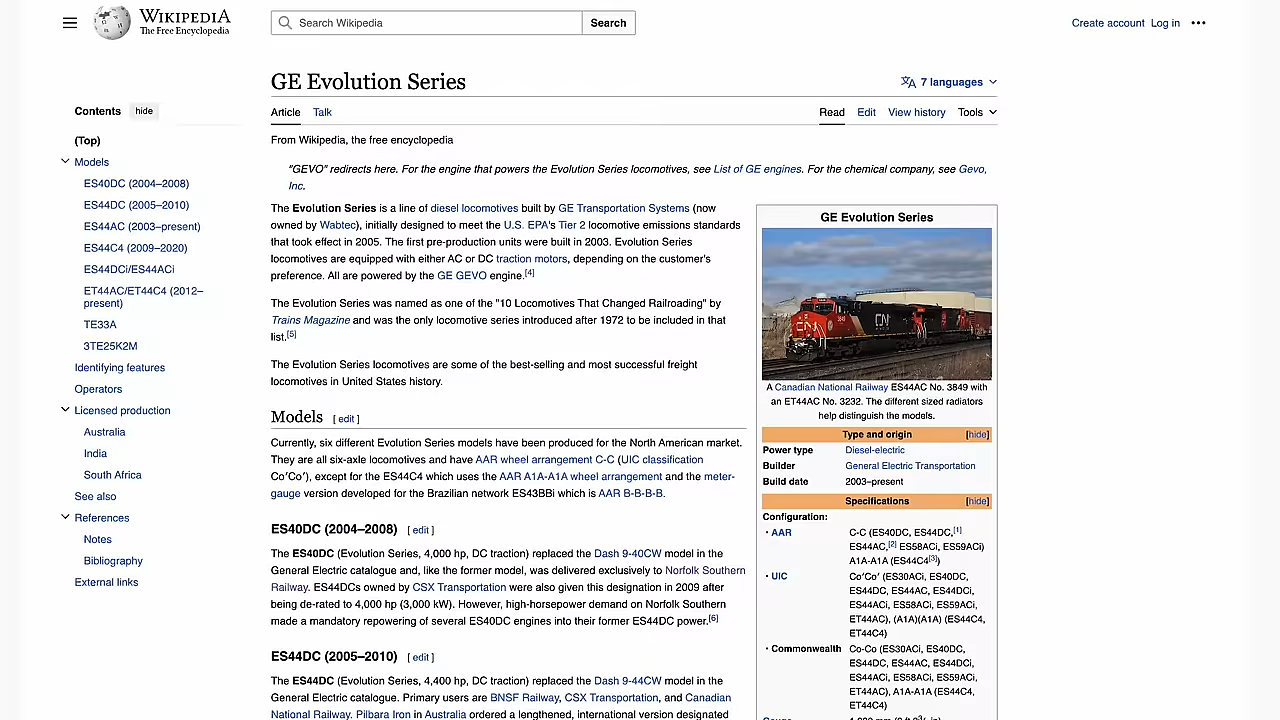 WIKIPEDIA
The Free Encyclopedia
Search Wikipedia
Search
Create account Log in
GE Evolution Series
7 languages
Contents hide
Article Talk
Read Edit View history Tools
(Top)
Models
ES40DC (2004–2008)
ES44DC (2005–2010)
ES44AC (2003–present)
ES44C4 (2009–2020)
ES44DCi/ES44ACi
ET44AC/ET44C4 (2012–
present)
TE33A
3TE25K2M
Identifying features
Operators
Licensed production
Australia
India
South Africa
See also
References
Notes
Bibliography
External links
From Wikipedia, the free encyclopedia
"GEVO" redirects here. For the engine that powers the Evolution Series locomotives, see List of GE engines. For the chemical company, see Gevo,
Inc.
The Evolution Series is a line of diesel locomotives built by GE Transportation Systems (now
owned by Wabtec), initially designed to meet the U.S. EPA's Tier 2 locomotive emissions standards
that took effect in 2005. The first pre-production units were built in 2003. Evolution Series
locomotives are equipped with either AC or DC traction motors, depending on the customer's
preference. All are powered by the GE GEVO engine.[4]
The Evolution Series was named as one of the "10 Locomotives That Changed Railroading" by
Trains Magazine and was the only locomotive series introduced after 1972 to be included in that
list.[5]
The Evolution Series locomotives are some of the best-selling and most successful freight
locomotives in United States history.
Models [ edit ]
Currently, six different Evolution Series models have been produced for the North American market.
They are all six-axle locomotives and have AAR wheel arrangement C-C (UIC classification
Co′Co′), except for the ES44C4 which uses the AAR A1A-A1A wheel arrangement and the meter-
gauge version developed for the Brazilian network ES43BBi which is AAR B-B-B-B.
ES40DC (2004–2008) [ edit ]
The ES40DC (Evolution Series, 4,000 hp, DC traction) replaced the Dash 9-40CW model in the
General Electric catalogue and, like the former model, was delivered exclusively to Norfolk Southern
Railway. ES44DCs owned by CSX Transportation were also given this designation in 2009 after
being de-rated to 4,000 hp (3,000 kW). However, high-horsepower demand on Norfolk Southern
made a mandatory repowering of several ES40DC engines into their former ES44DC power.[6]
ES44DC (2005–2010) [ edit ]
The ES44DC (Evolution Series, 4,400 hp, DC traction) replaced the Dash 9-44CW model in the
General Electric catalogue. Primary users are BNSF Railway, CSX Transportation, and Canadian
National Railway. Pilbara Iron in Australia ordered a lengthened, international version designated
GE Evolution Series
CN
CN
A Canadian National Railway ES44AC No. 3849 with
an ET44AC No. 3232. The different sized radiators
help distinguish the models.
Type and origin [hide]
Power type Diesel-electric
Builder General Electric Transportation
Build date 2003–present
Specifications [hide]
Configuration:
• AAR C-C (ES40DC, ES44DC,[1]
ES44AC,[2] ES58ACi, ES59ACi)
A1A-A1A (ES44C4[3])
• UIC Co′Co′ (ES30ACi, ES40DC,
ES44DC, ES44AC, ES44DCi,
ES44ACi, ES58ACi, ES59ACi,
ET44AC), (A1A)(A1A) (ES44C4,
ET44C4)
• Commonwealth Co-Co (ES30ACi, ES40DC,
ES44DC, ES44AC, ES44DCi,
ES44ACi, ES58ACi, ES59ACi,
ET44AC), A1A-A1A (ES44C4,
ET44C4)